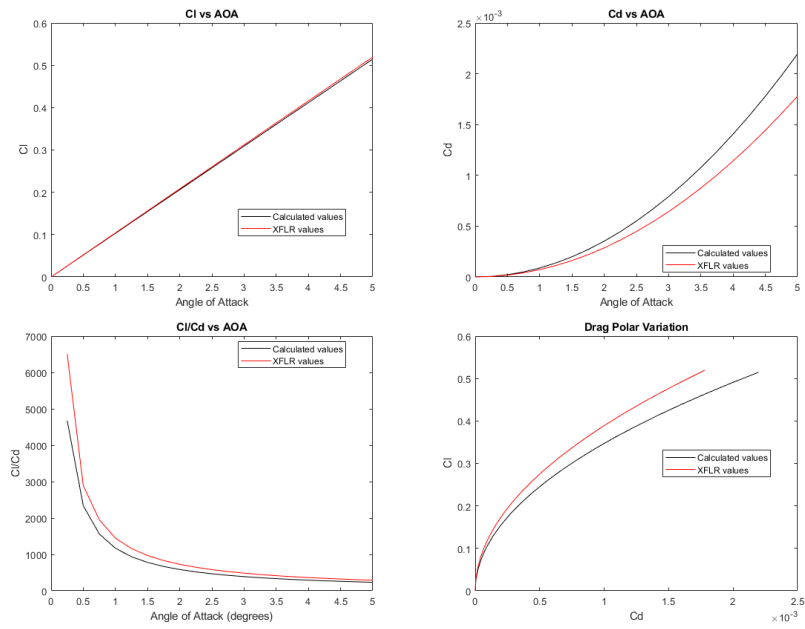 Cl vs AOA
0.6
0.5
0.4
0.3
0.2
0.1
0
Cl
0 0.5 1 1.5 2 2.5 3 3.5 4 4.5 5
Angle of Attack
Calculated values
XFLR values
Cd vs AOA
×10⁻³
2.5
2
1.5
1
0.5
0
Cd
0 0.5 1 1.5 2 2.5 3 3.5 4 4.5 5
Angle of Attack
Calculated values
XFLR values
Cl/Cd vs AOA
7000
6000
5000
4000
3000
2000
1000
0
Cl/Cd
0 0.5 1 1.5 2 2.5 3 3.5 4 4.5 5
Angle of Attack (degrees)
Calculated values
XFLR values
Drag Polar Variation
0.6
0.5
0.4
0.3
0.2
0.1
0
Cl
0 0.5 1 1.5 2 2.5
Cd
×10⁻³
Calculated values
XFLR values